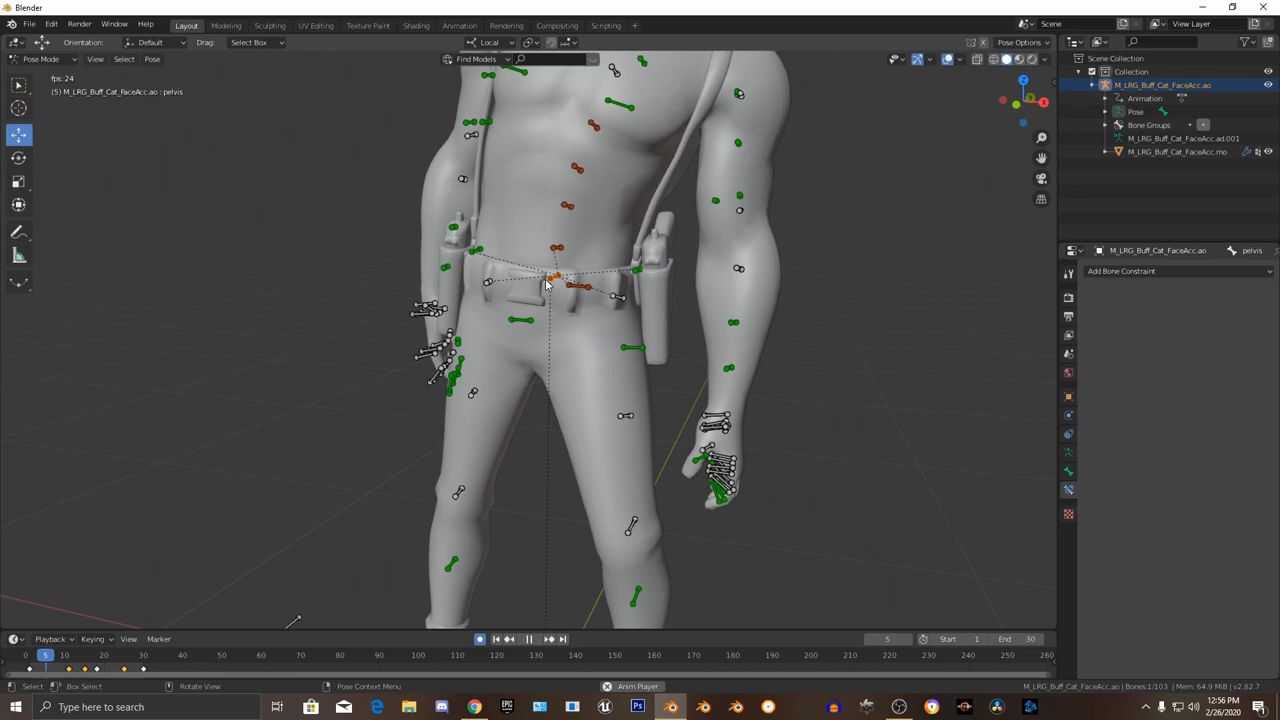 Blender
File Edit Render Window Help Layout Modeling Sculpting UV Editing Texture Paint Shading Animation Rendering Compositing Scripting + Scene View Layer
Orientation: Default Drag: Select Box Local Pose Options
Pose Mode View Select Pose Find Models
fps: 24
(5) M_LRG_Buff_Cat_FaceAcc.ao : pelvis
Z
X
Y
Scene Collection
Collection
M_LRG_Buff_Cat_FaceAcc.ao
Animation
Pose
Bone Groups
M_LRG_Buff_Cat_FaceAcc.ad.001
M_LRG_Buff_Cat_FaceAcc.mo
M_LRG_Buff_Cat_FaceAcc.ao pelvis
Add Bone Constraint
Playback Keying View Marker 5 Start 1 End 30
0 5 10 20 30 40 50 60 70 80 90 100 110 120 130 140 150 160 170 180 190 200 210 220 230 240 250 260
Select Box Select Rotate View Pose Context Menu Anim Player M_LRG_Buff_Cat_FaceAcc.ao | Bones:1/103 | Mem: 64.9 MiB | v2.82.7
Type here to search
12:56 PM
2/26/2020